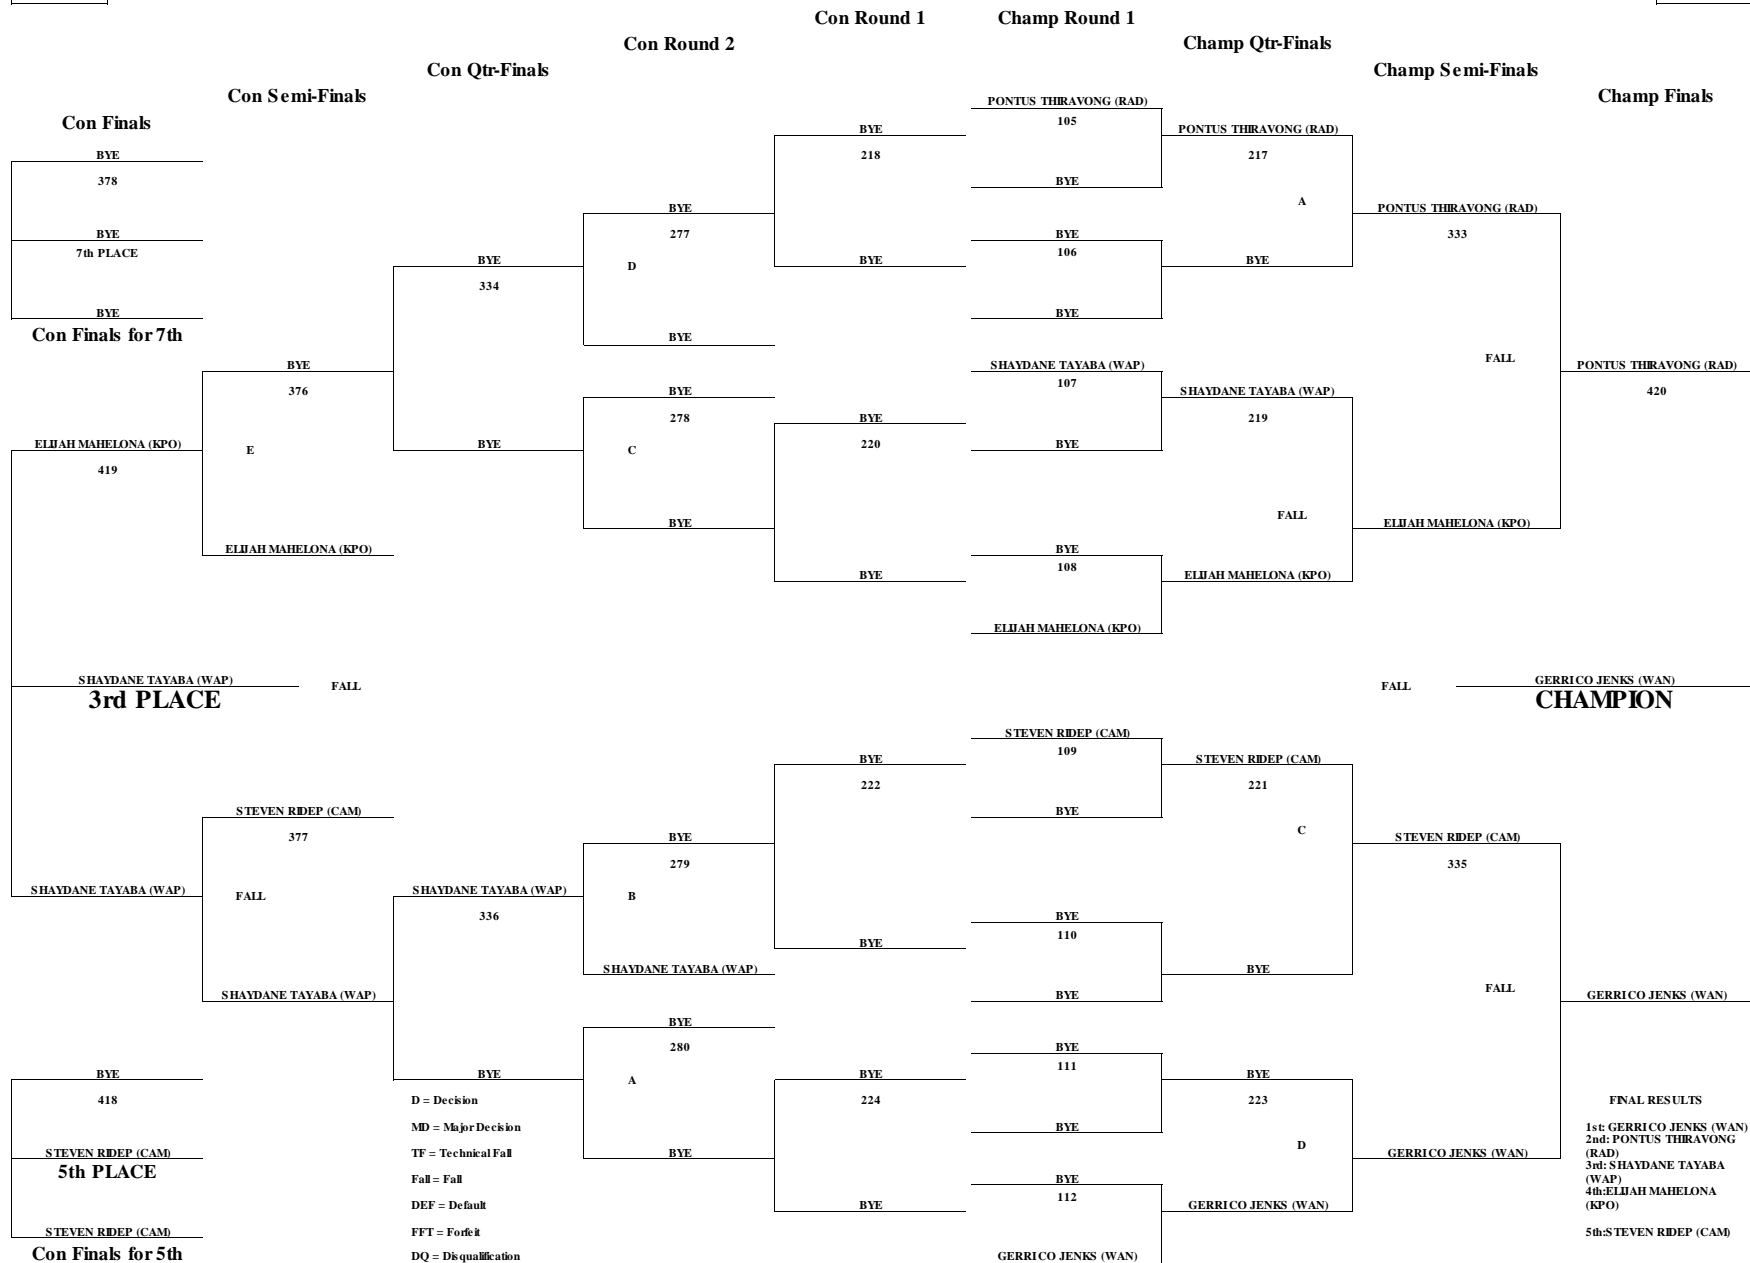 Con Round 1
Champ Round 1
Con Round 2
Champ Qtr-Finals
Con Qtr-Finals
Champ Semi-Finals
Con Semi-Finals
Champ Finals
Con Finals
PONTUS THIRAVONG (RAD)
105
BYE
PONTUS THIRAVONG (RAD)
BYE
218
217
378
BYE
BYE
A
BYE
PONTUS THIRAVONG (RAD)
BYE
BYE
277
333
7th PLACE
106
BYE
D
BYE
BYE
334
BYE
BYE
Con Finals for 7th
BYE
FALL
BYE
SHAYDANE TAYABA (WAP)
PONTUS THIRAVONG (RAD)
107
376
BYE
SHAYDANE TAYABA (WAP)
420
278
BYE
219
ELIJAH MAHELONA (KPO)
E
BYE
C
220
BYE
419
FALL
BYE
ELIJAH MAHELONA (KPO)
ELIJAH MAHELONA (KPO)
BYE
108
BYE
ELIJAH MAHELONA (KPO)
ELIJAH MAHELONA (KPO)
SHAYDANE TAYABA (WAP)
FALL
FALL
GERRICO JENKS (WAN)
3rd PLACE
CHAMPION
STEVEN RIDEP (CAM)
109
BYE
STEVEN RIDEP (CAM)
222
221
STEVEN RIDEP (CAM)
BYE
377
BYE
C
STEVEN RIDEP (CAM)
279
335
SHAYDANE TAYABA (WAP)
FALL
SHAYDANE TAYABA (WAP)
B
336
BYE
110
BYE
SHAYDANE TAYABA (WAP)
BYE
SHAYDANE TAYABA (WAP)
BYE
FALL
GERRICO JENKS (WAN)
BYE
280
BYE
111
BYE
BYE
A
BYE
BYE
418
D = Decision
224
223
FINAL RESULTS
MD = Major Decision
BYE
1st: GERRICO JENKS (WAN)
2nd: PONTUS THIRAVONG
(RAD)
STEVEN RIDEP (CAM)
TF = Technical Fall
BYE
D
GERRICO JENKS (WAN)
3rd: SHAYDANE TAYABA
(WAP)
5th PLACE
Fall = Fall
BYE
112
4th:ELIJAH MAHELONA
(KPO)
DEF = Default
BYE
GERRICO JENKS (WAN)
STEVEN RIDEP (CAM)
FFT = Forfeit
5th:STEVEN RIDEP (CAM)
Con Finals for 5th
DQ = Disqualification
GERRICO JENKS (WAN)